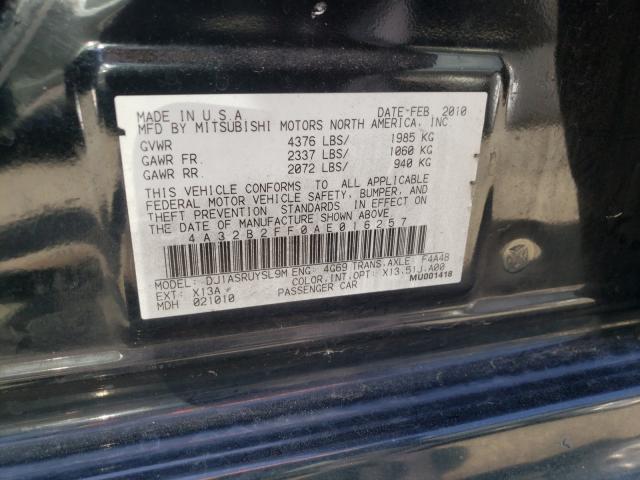 MADE IN U.S.A. DATE-FEB, 2010
MFD BY MITSUBISHI MOTORS NORTH AMERICA, INC.
GVWR 4376 LBS/ 1985 KG
GAWR FR. 2337 LBS/ 1060 KG
GAWR RR. 2072 LBS/ 940 KG
THIS VEHICLE CONFORMS TO ALL APPLICABLE
FEDERAL MOTOR VEHICLE SAFETY, BUMPER, AND
THEFT PREVENTION STANDARDS IN EFFECT ON
THE DATE OF MANUFACTURE SHOWN ABOVE.
4A32B2FF0AE016257
MODEL: DJ1ASRUYSL9M ENG: 4G69 TRANS.AXLE: F4A4B
EXT: X13A COLOR.INT.OPT: X13.51J.A00
MDH 021010 PASSENGER CAR MU001418